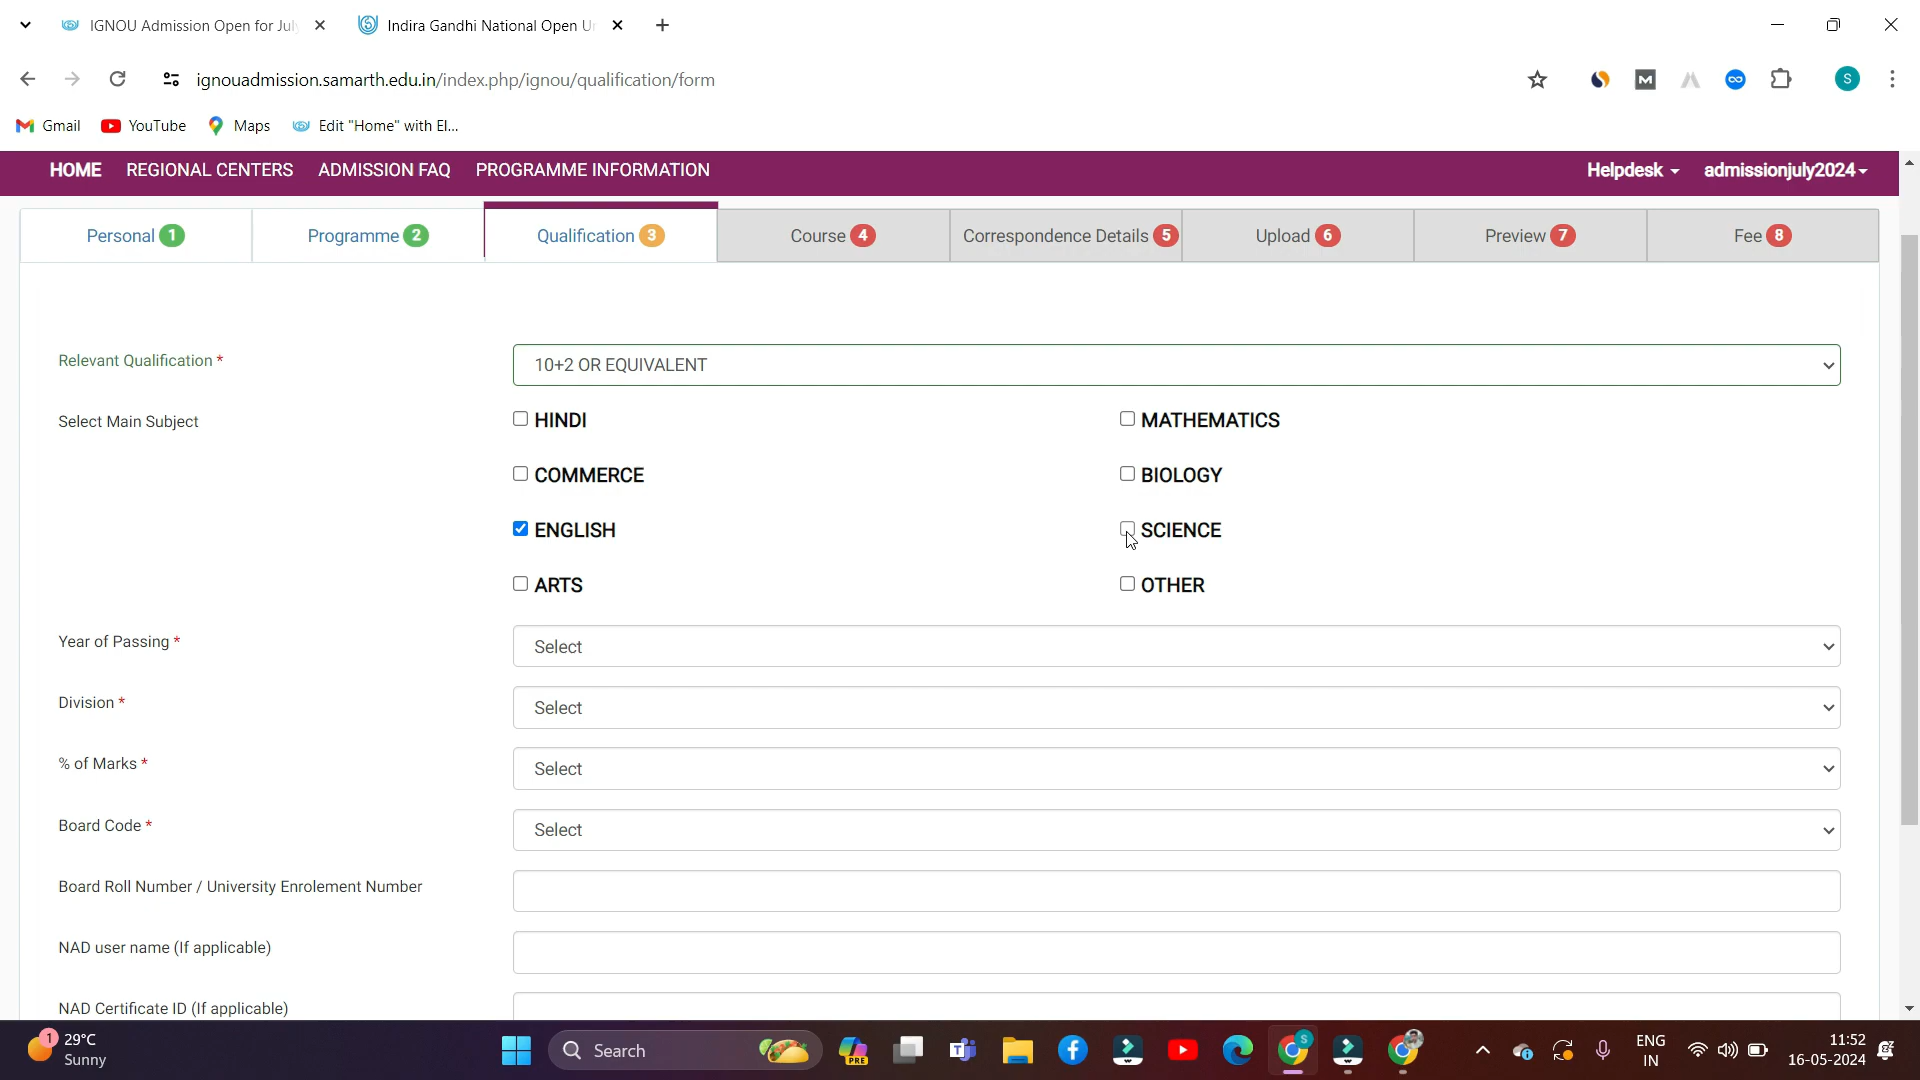 IGNOU Admission Open for Jul
Indira Gandhi National Open Ur
ignouadmission.samarth.edu.in/index.php/ignou/qualification/form
S
Gmail
YouTube
Maps
Edit "Home" with El...
HOME REGIONAL CENTERS ADMISSION FAQ PROGRAMME INFORMATION Helpdesk admissionjuly2024
Personal 1 Programme 2 Qualification 3 Course 4 Correspondence Details 5 Upload 6 Preview 7 Fee 8
Relevant Qualification * 10+2 OR EQUIVALENT
Select Main Subject HINDI MATHEMATICS
COMMERCE BIOLOGY
ENGLISH SCIENCE
ARTS OTHER
Year of Passing * Select
Division * Select
% of Marks * Select
Board Code * Select
Board Roll Number / University Enrolement Number
NAD user name (If applicable)
NAD Certificate ID (If applicable)
1 29°C
Sunny
Search
PRE
ENG
IN
11:52
16-05-2024